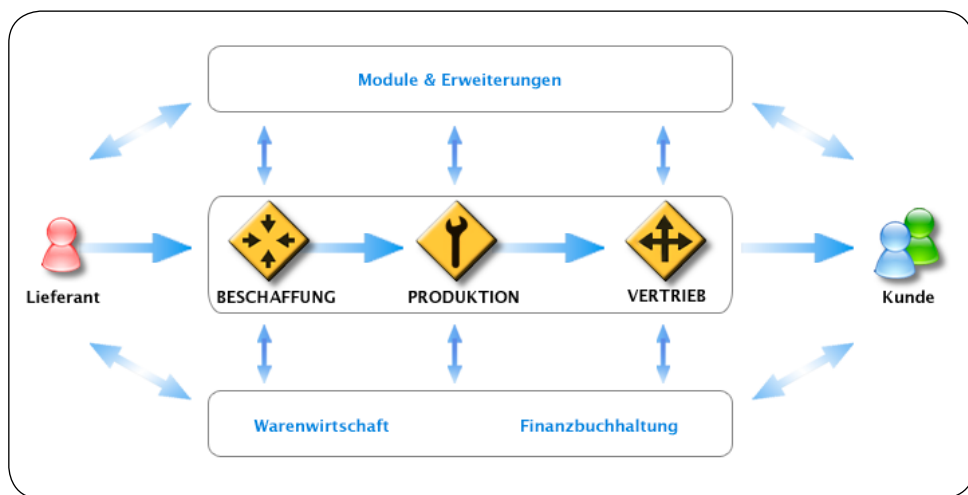 Module & Erweiterungen
Lieferant
BESCHAFFUNG
PRODUKTION
VERTRIEB
Kunde
Warenwirtschaft
Finanzbuchhaltung